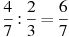 4/7 : 2/3 = 6/7